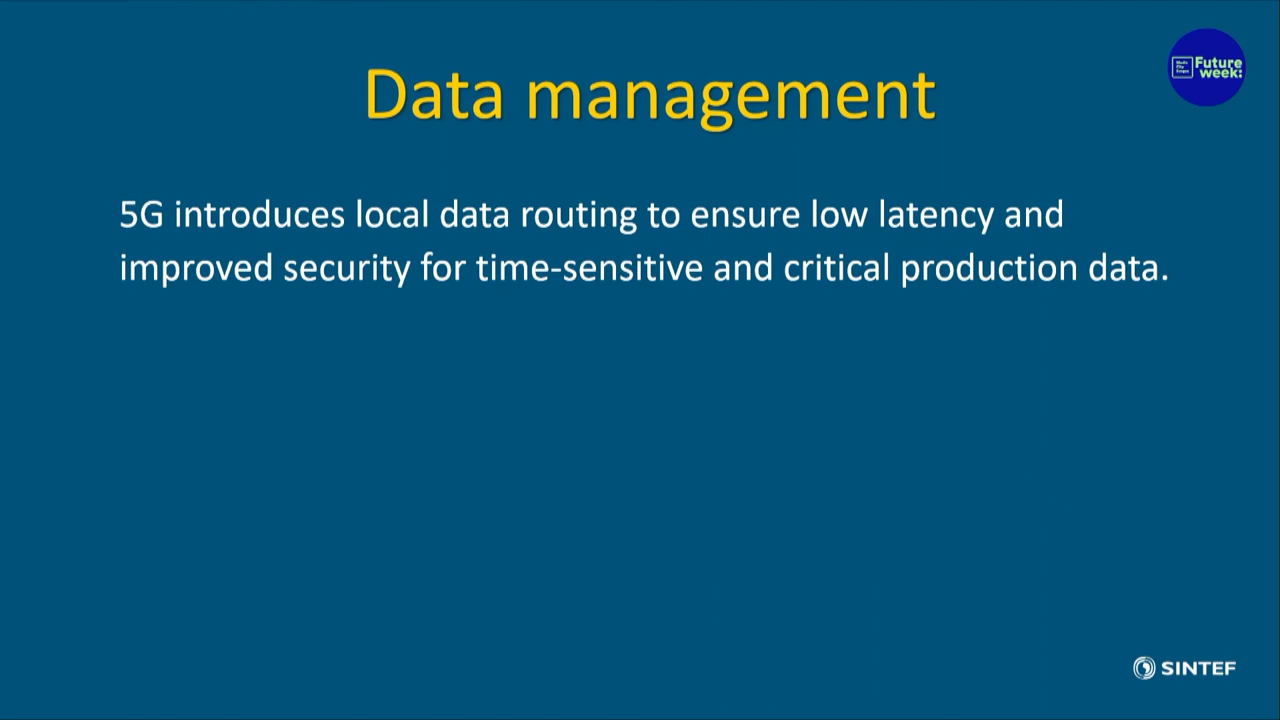 Data management
Future
week:
5G introduces local data routing to ensure low latency and
improved security for time-sensitive and critical production data.
SINTEF